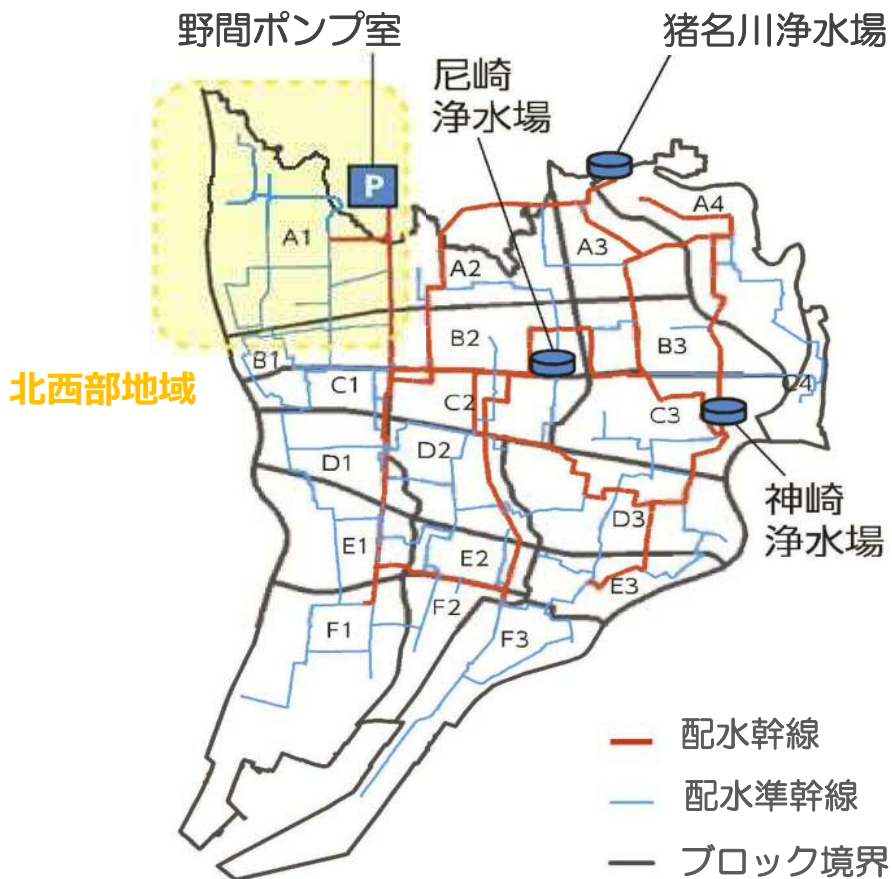 野間ポンプ室
猪名川浄水場
尼崎
浄水場
P
A4
A1
A3
A2
B2
B3
B1
北西部地域
C1
C4
C2
C3
D2
D1
神崎
浄水場
D3
E1
E2
E3
F2
F1
F3
配水幹線
配水準幹線
ブロック境界